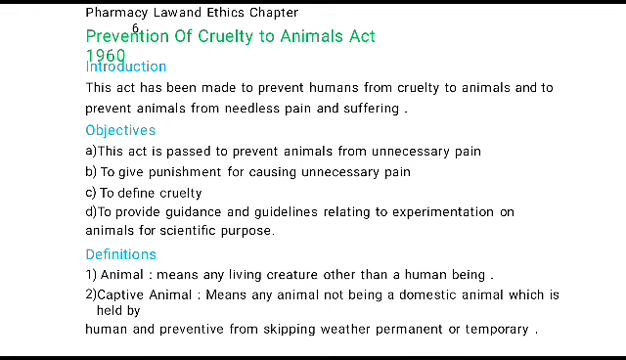 Pharmacy Lawand Ethics Chapter
6
Prevention Of Cruelty to Animals Act
1960
Introduction
This act has been made to prevent humans from cruelty to animals and to
prevent animals from needless pain and suffering .
Objectives
a)This act is passed to prevent animals from unnecessary pain
b) To give punishment for causing unnecessary pain
c) To define cruelty
d)To provide guidance and guidelines relating to experimentation on
animals for scientific purpose.
Definitions
1) Animal : means any living creature other than a human being .
2)Captive Animal : Means any animal not being a domestic animal which is
held by
human and preventive from skipping weather permanent or temporary .